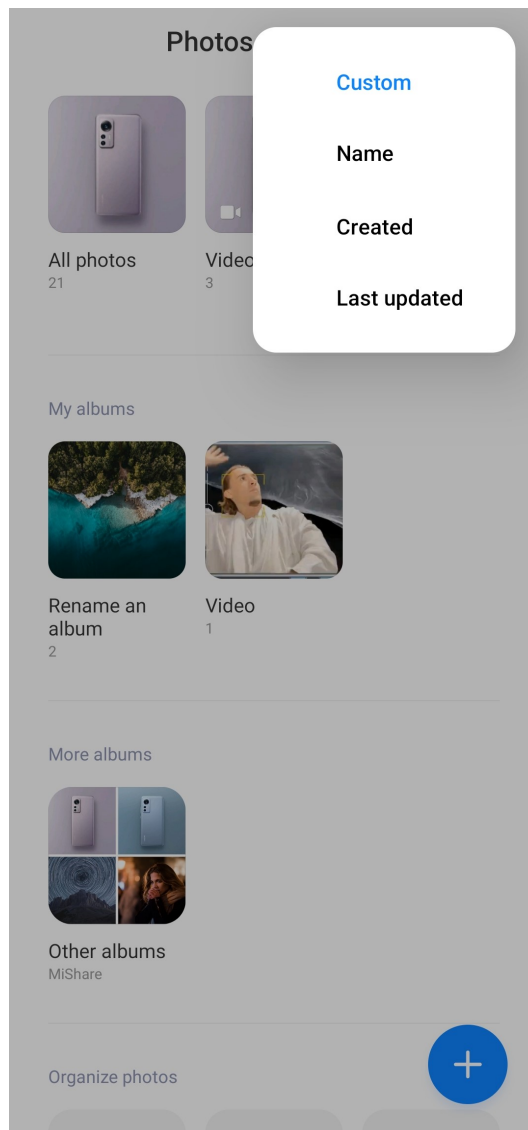 Photos
Custom
Name
Created
Last updated
All photos
21
Video
3
My albums
Rename an
album
2
Video
1
More albums
Other albums
MiShare
Organize photos